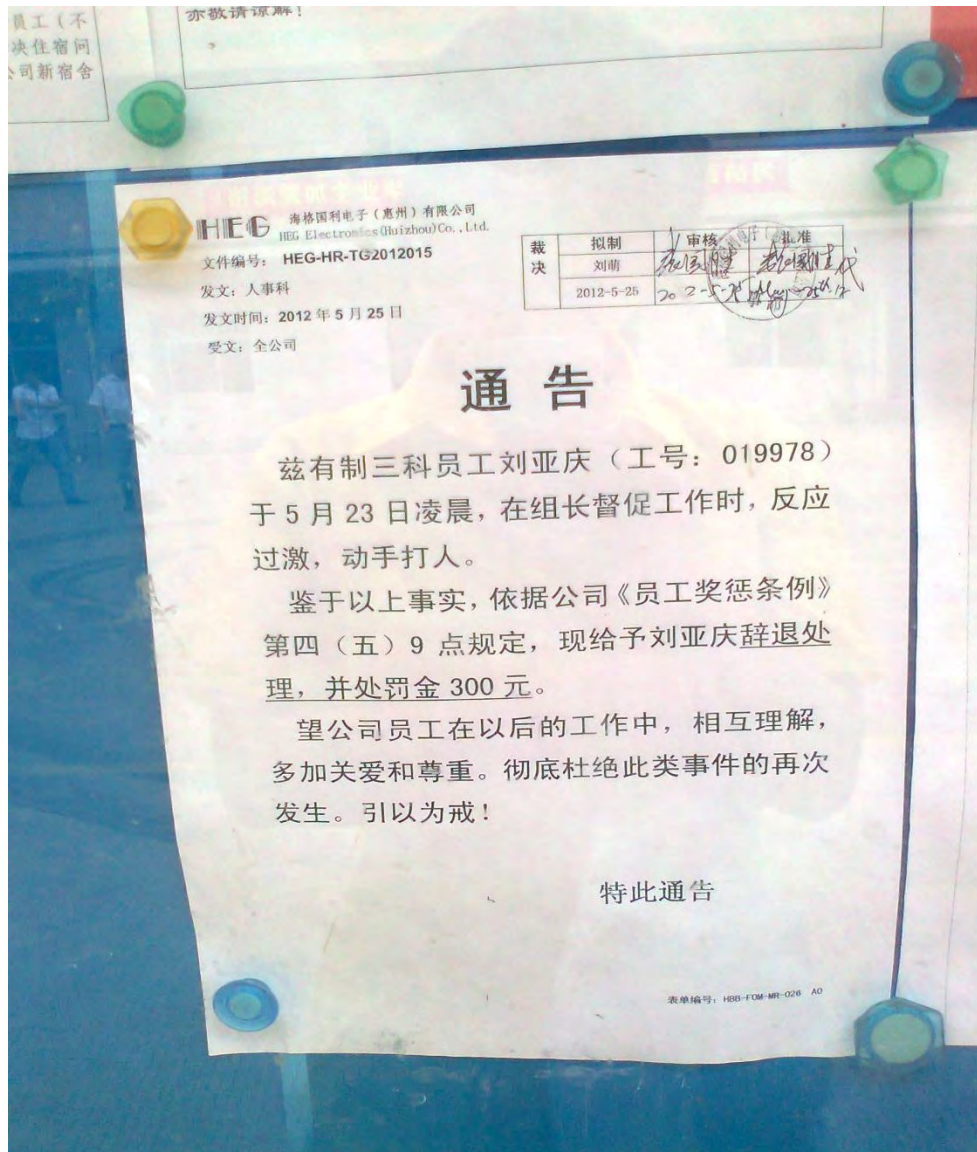 员工（不
决住宿问
公司新宿舍
亦敬请谅解！
HEG 海格国利电子（惠州）有限公司
HEG Electronics(Huizhou)Co.,Ltd.
文件编号： HEG-HR-TG2012015
发文：人事科
发文时间：2012 年 5 月 25 日
受文：全公司
裁决 拟制 审核 批准
刘萌
2012-5-25
通 告
兹有制三科员工刘亚庆（工号：019978）
于 5 月 23 日凌晨，在组长督促工作时，反应
过激，动手打人。
鉴于以上事实，依据公司《员工奖惩条例》
第四（五）9 点规定，现给予刘亚庆辞退处
理，并处罚金 300 元。
望公司员工在以后的工作中，相互理解，
多加关爱和尊重。彻底杜绝此类事件的再次
发生。引以为戒！
特此通告
表单编号：HBB-FOM-MR-026 A0